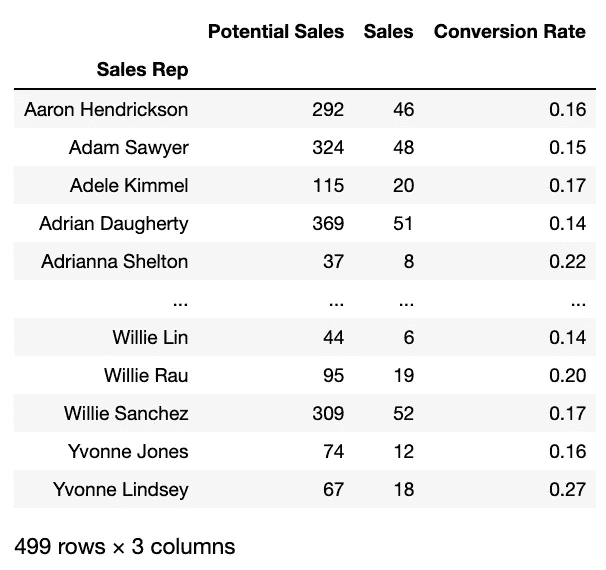 Potential Sales Sales Conversion Rate
Sales Rep
Aaron Hendrickson 292 46 0.16
Adam Sawyer 324 48 0.15
Adele Kimmel 115 20 0.17
Adrian Daugherty 369 51 0.14
Adrianna Shelton 37 8 0.22
... ... ... ...
Willie Lin 44 6 0.14
Willie Rau 95 19 0.20
Willie Sanchez 309 52 0.17
Yvonne Jones 74 12 0.16
Yvonne Lindsey 67 18 0.27
499 rows × 3 columns